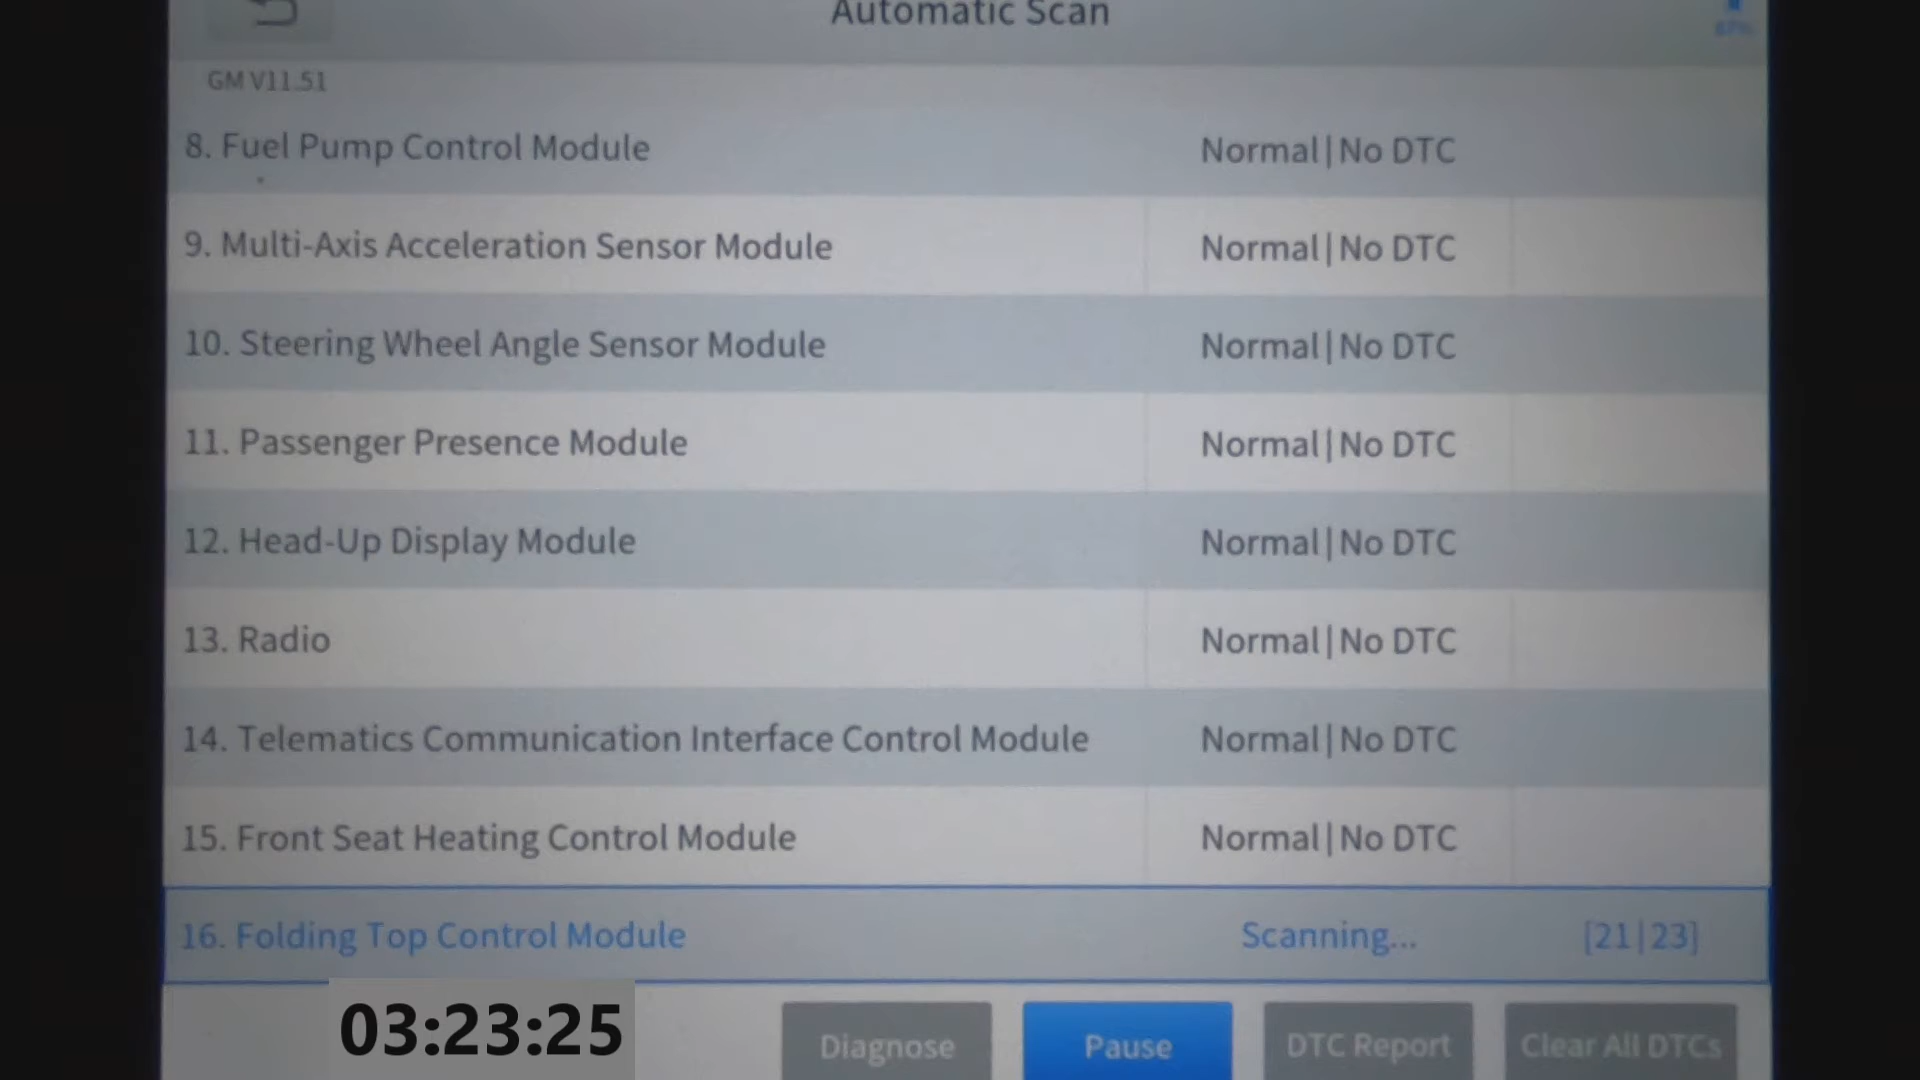 Automatic Scan
GM V11.51
8. Fuel Pump Control Module Normal|No DTC
9. Multi-Axis Acceleration Sensor Module Normal|No DTC
10. Steering Wheel Angle Sensor Module Normal|No DTC
11. Passenger Presence Module Normal|No DTC
12. Head-Up Display Module Normal|No DTC
13. Radio Normal|No DTC
14. Telematics Communication Interface Control Module Normal|No DTC
15. Front Seat Heating Control Module Normal|No DTC
16. Folding Top Control Module Scanning... [21|23]
03:23:25 Diagnose Pause DTC Report Clear All DTCs